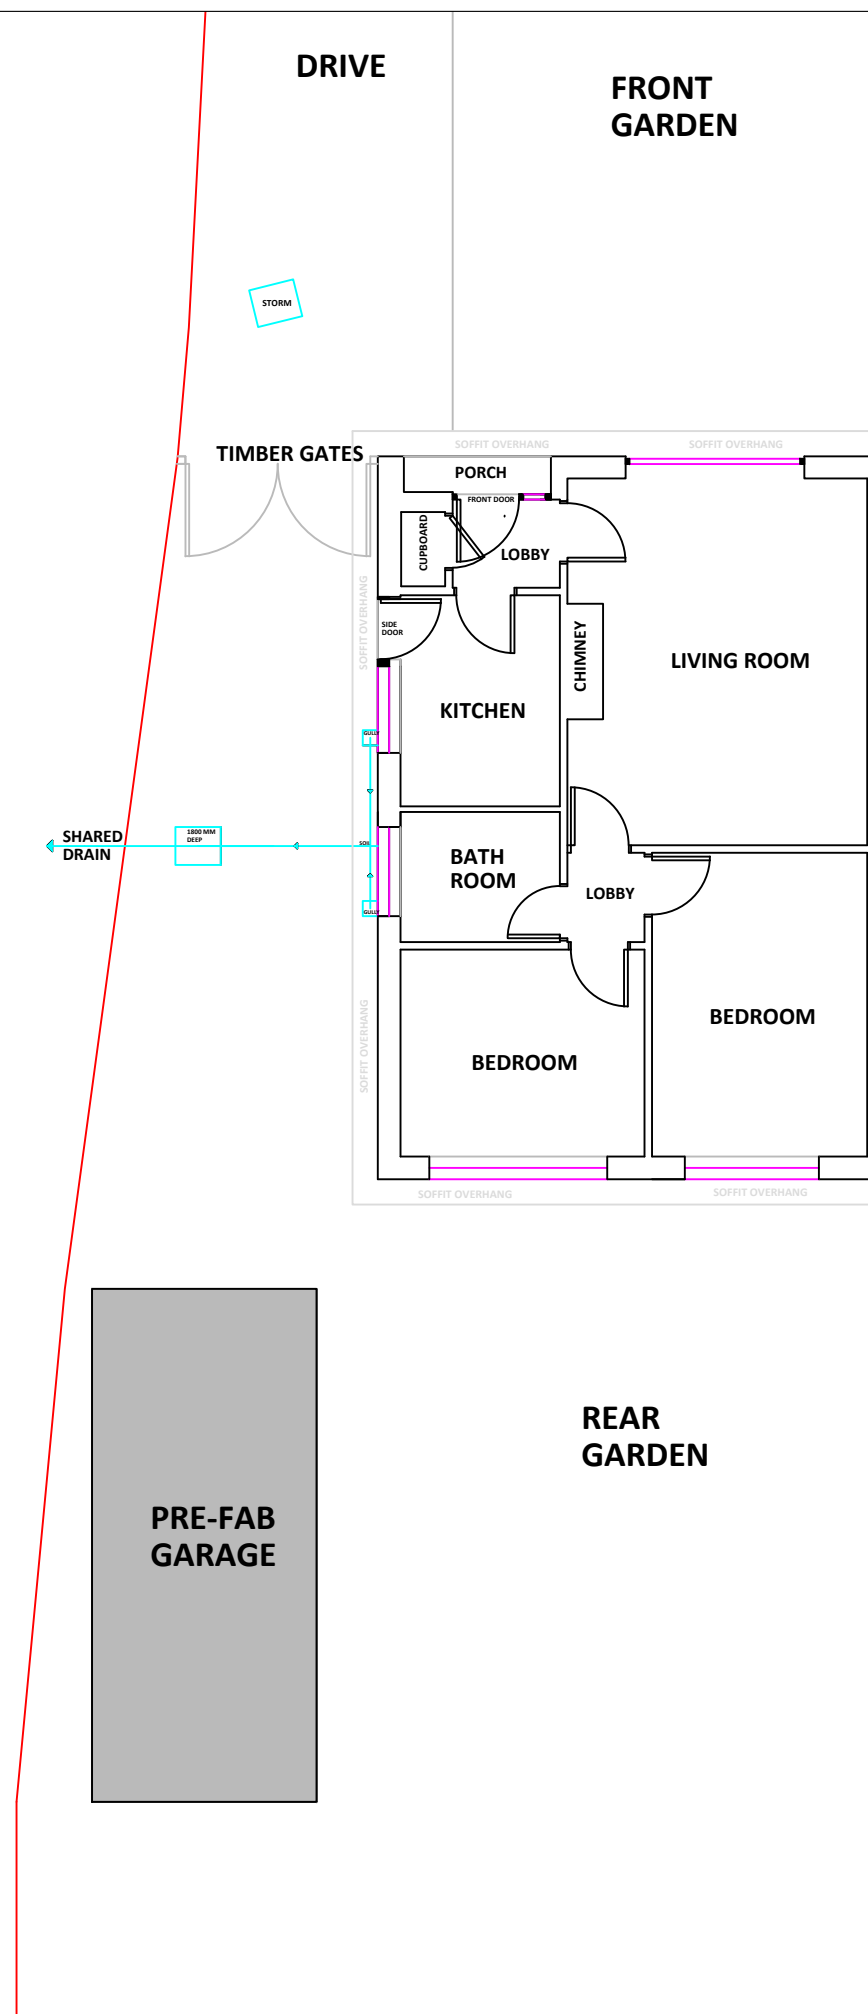 DRIVE
FRONT
GARDEN
STORM
TIMBER GATES
SOFFIT OVERHANG
SOFFIT OVERHANG
PORCH
FRONT DOOR
CUPBOARD
LOBBY
SOFFIT OVERHANG
SIDE
DOOR
CHIMNEY
LIVING ROOM
KITCHEN
GULLY
SHARED
DRAIN
1800 MM
DEEP
BATH
ROOM
LOBBY
GULLY
SOFFIT OVERHANG
BEDROOM
BEDROOM
SOFFIT OVERHANG
SOFFIT OVERHANG
REAR
GARDEN
PRE-FAB
GARAGE